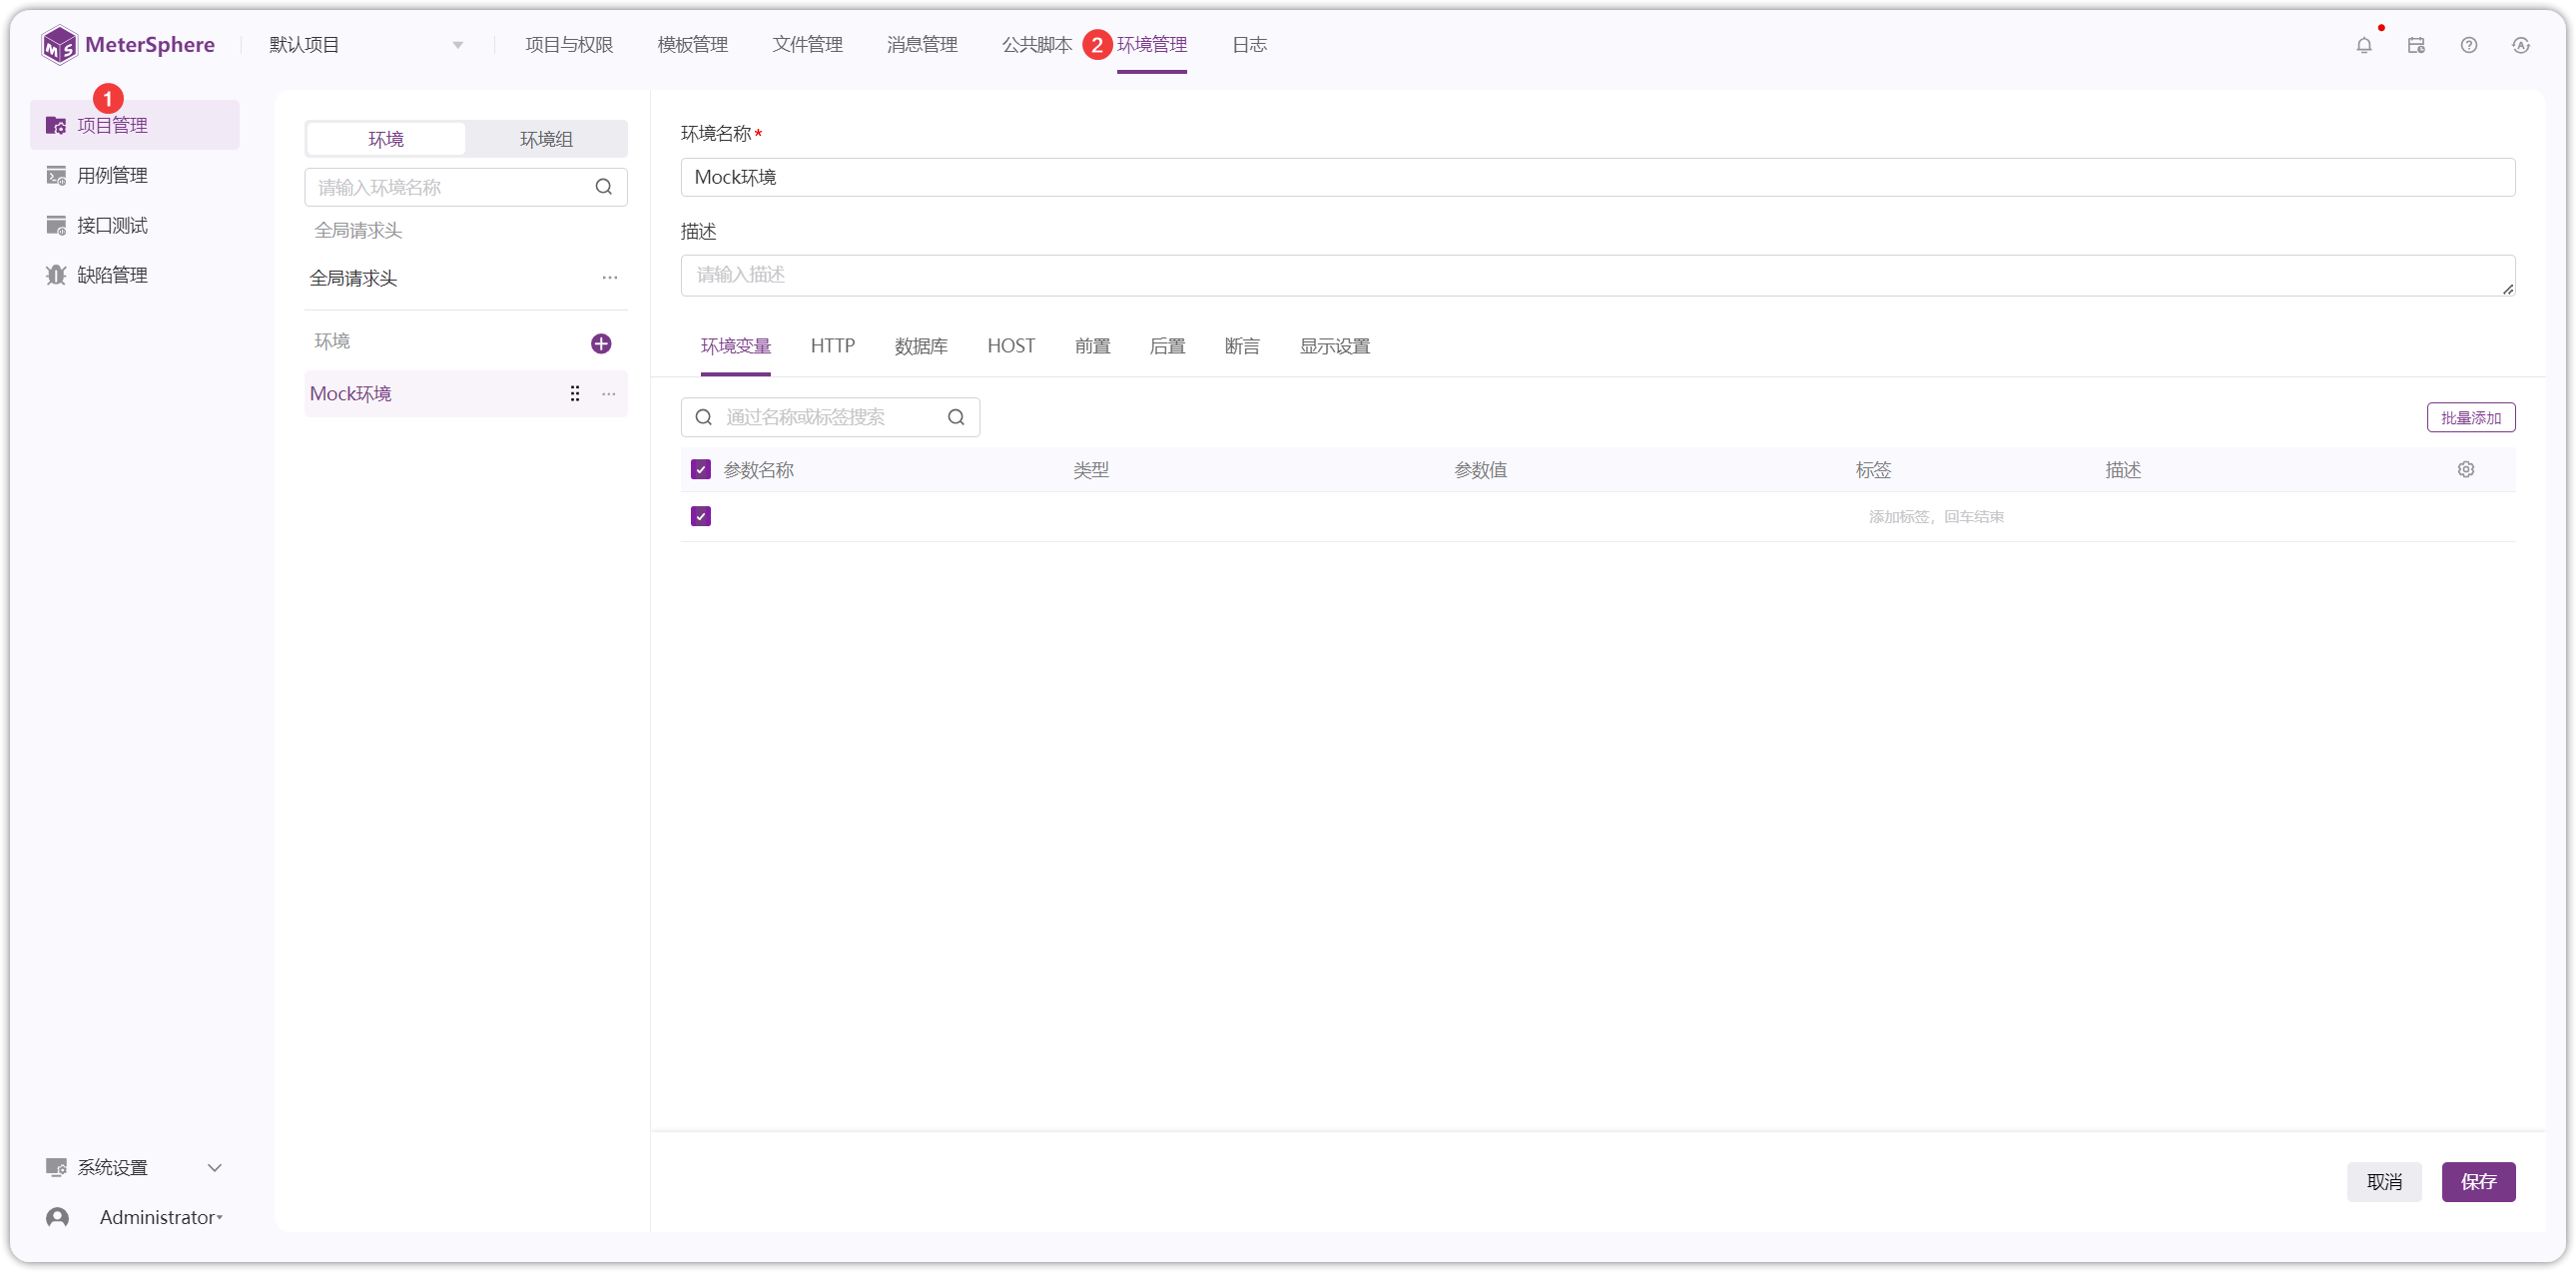 MeterSphere
默认项目
项目与权限
模板管理
文件管理
消息管理
公共脚本
2
环境管理
日志
1
项目管理
用例管理
接口测试
缺陷管理
系统设置
Administrator
环境
环境组
请输入环境名称
全局请求头
全局请求头
环境
Mock环境
环境名称*
Mock环境
描述
请输入描述
环境变量
HTTP
数据库
HOST
前置
后置
断言
显示设置
通过名称或标签搜索
批量添加
参数名称
类型
参数值
标签
描述
添加标签，回车结束
取消
保存